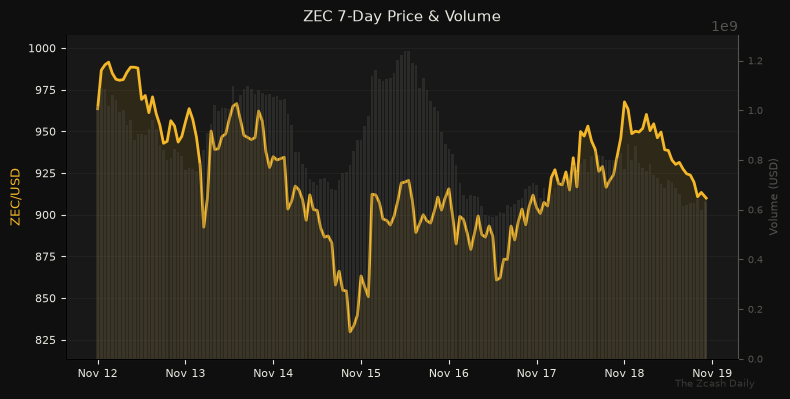 ZEC 7-Day Price & Volume
1e9
1000
975
950
925
900
875
850
825
ZEC/USD
1.2
1.0
0.8
0.6
0.4
0.2
0.0
Volume (USD)
Nov 12 Nov 13 Nov 14 Nov 15 Nov 16 Nov 17 Nov 18 Nov 19
The Zcash Daily